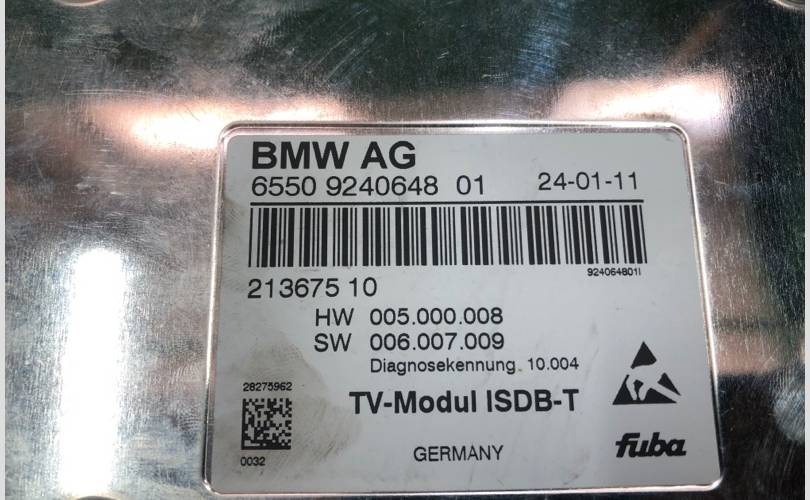 BMW AG
6550 9240648 01 24-01-11
924064801I
213675 10
HW 005.000.008
SW 006.007.009
Diagnosekennung 10.004
28275962
TV-Modul ISDB-T
0032
GERMANY
fuba